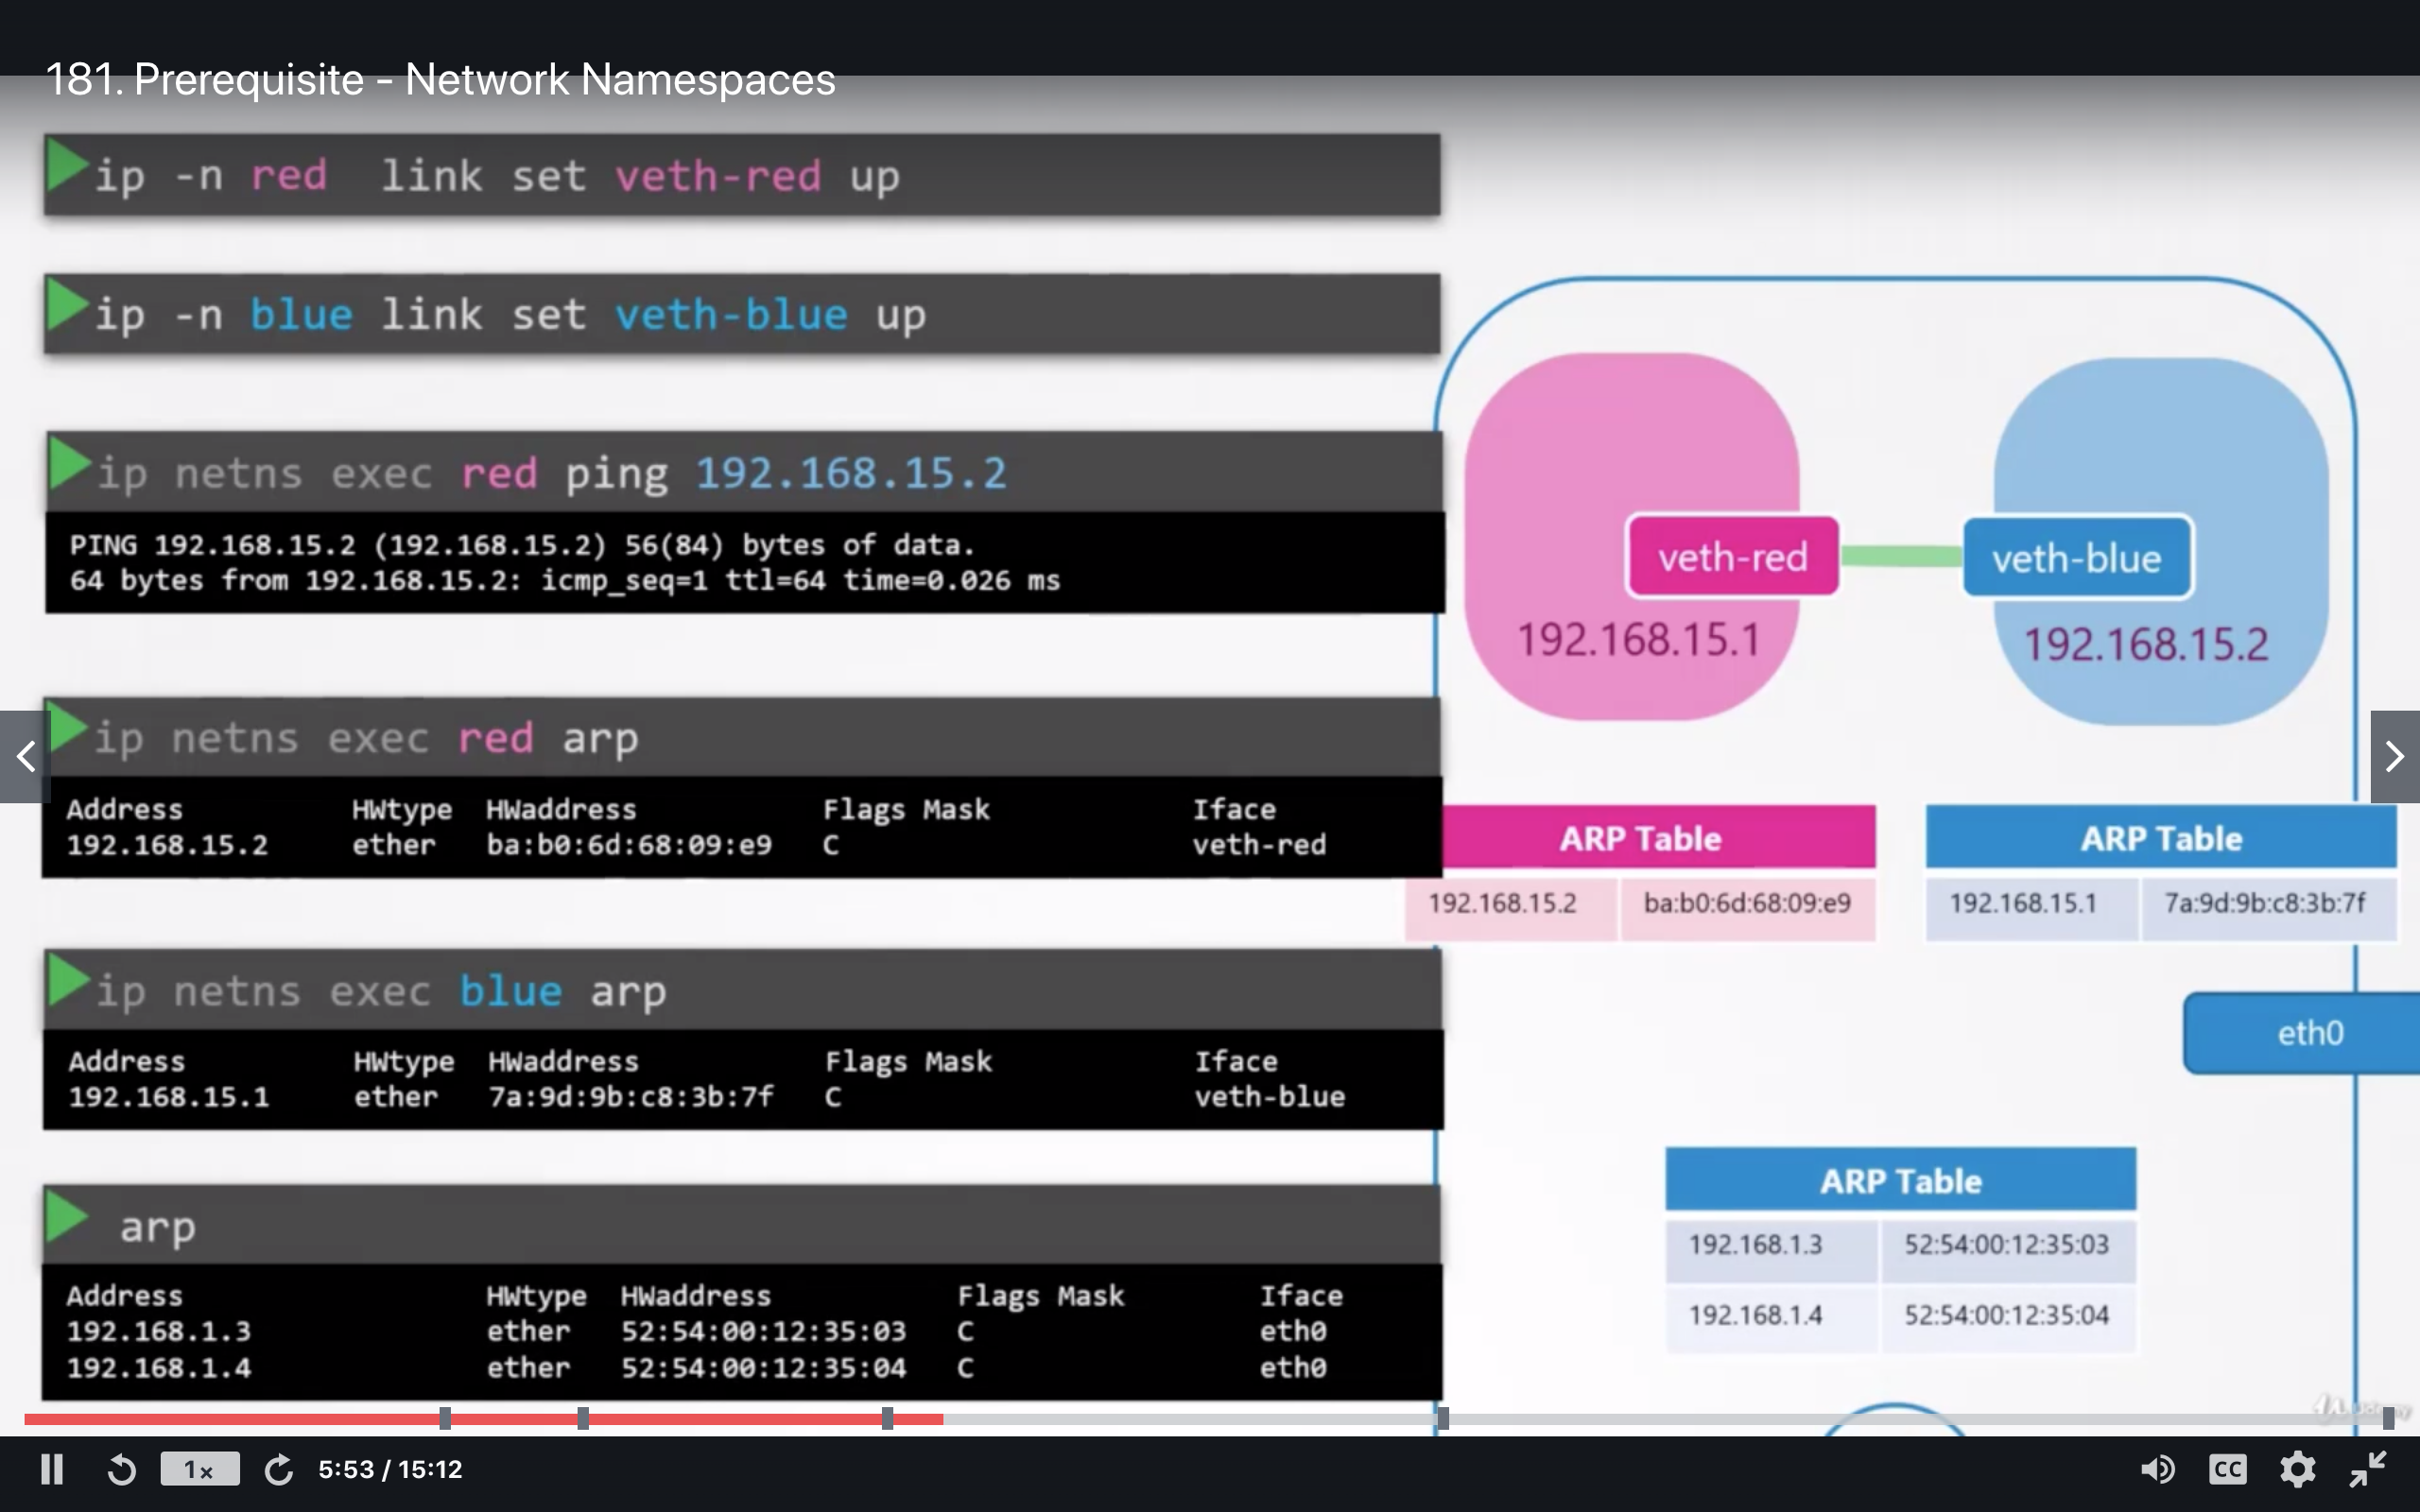 181. Prerequisite - Network Namespaces
ip -n red link set veth-red up
ip -n blue link set veth-blue up
ip netns exec red ping 192.168.15.2
PING 192.168.15.2 (192.168.15.2) 56(84) bytes of data.
64 bytes from 192.168.15.2: icmp_seq=1 ttl=64 time=0.026 ms
ip netns exec red arp
Address HWtype HWaddress Flags Mask Iface
192.168.15.2 ether ba:b0:6d:68:09:e9 C veth-red
ip netns exec blue arp
Address HWtype HWaddress Flags Mask Iface
192.168.15.1 ether 7a:9d:9b:c8:3b:7f C veth-blue
arp
Address HWtype HWaddress Flags Mask Iface
192.168.1.3 ether 52:54:00:12:35:03 C eth0
192.168.1.4 ether 52:54:00:12:35:04 C eth0
veth-red
veth-blue
192.168.15.1
192.168.15.2
ARP Table
192.168.15.2 ba:b0:6d:68:09:e9
ARP Table
192.168.15.1 7a:9d:9b:c8:3b:7f
eth0
ARP Table
192.168.1.3 52:54:00:12:35:03
192.168.1.4 52:54:00:12:35:04
1x
5:53 / 15:12
CC